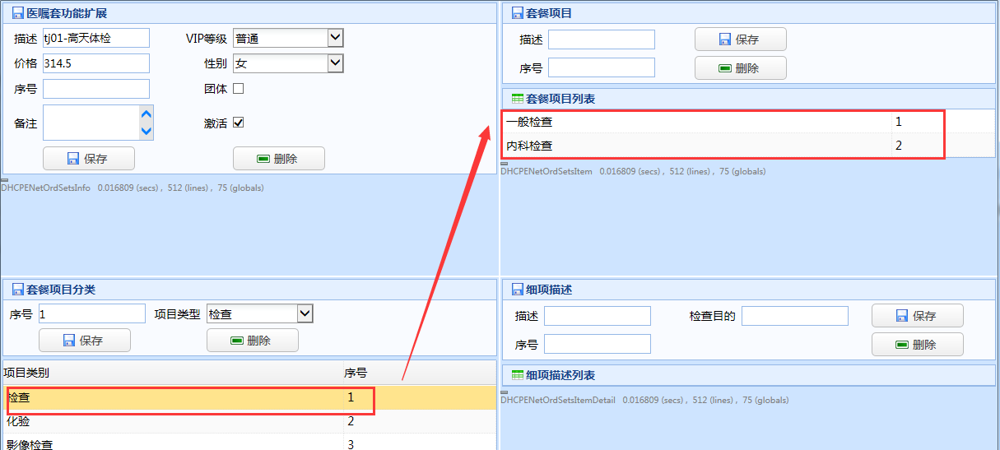 医嘱套功能扩展
描述 tj01-高天体检 VIP等级 普通
价格 314.5 性别 女
序号 团体
备注 激活
保存 删除
DHCPENetOrdSetsInfo 0.016809 (secs) , 512 (lines) , 75 (globals)
套餐项目
描述 保存
序号 删除
套餐项目列表
一般检查 1
内科检查 2
DHCPENetOrdSetsItem 0.016809 (secs) , 512 (lines) , 75 (globals)
套餐项目分类
序号 1 项目类型 检查
保存 删除
项目类别 序号
检查 1
化验 2
影像检查 3
细项描述
描述 检查目的 保存
序号 删除
细项描述列表
DHCPENetOrdSetsItemDetail 0.016809 (secs) , 512 (lines) , 75 (globals)